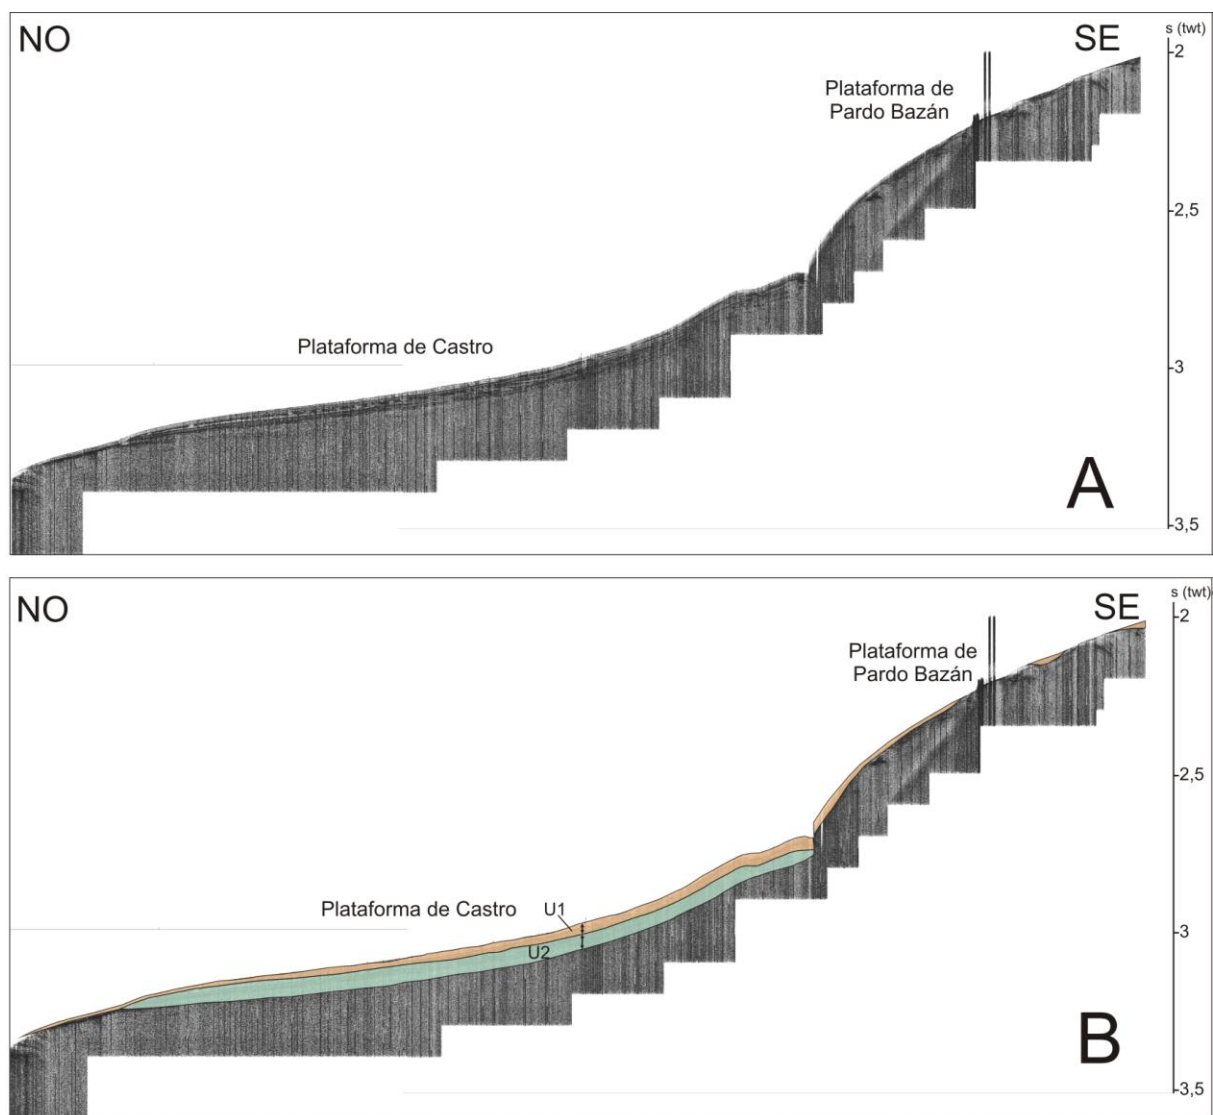 NO
SE
s (twt)
-2
Plataforma de
Pardo Bazán
-2,5
Plataforma de Castro
-3
A
-3,5
NO
SE
s (twt)
-2
Plataforma de
Pardo Bazán
-2,5
Plataforma de Castro
U1
-3
U2
B
-3,5